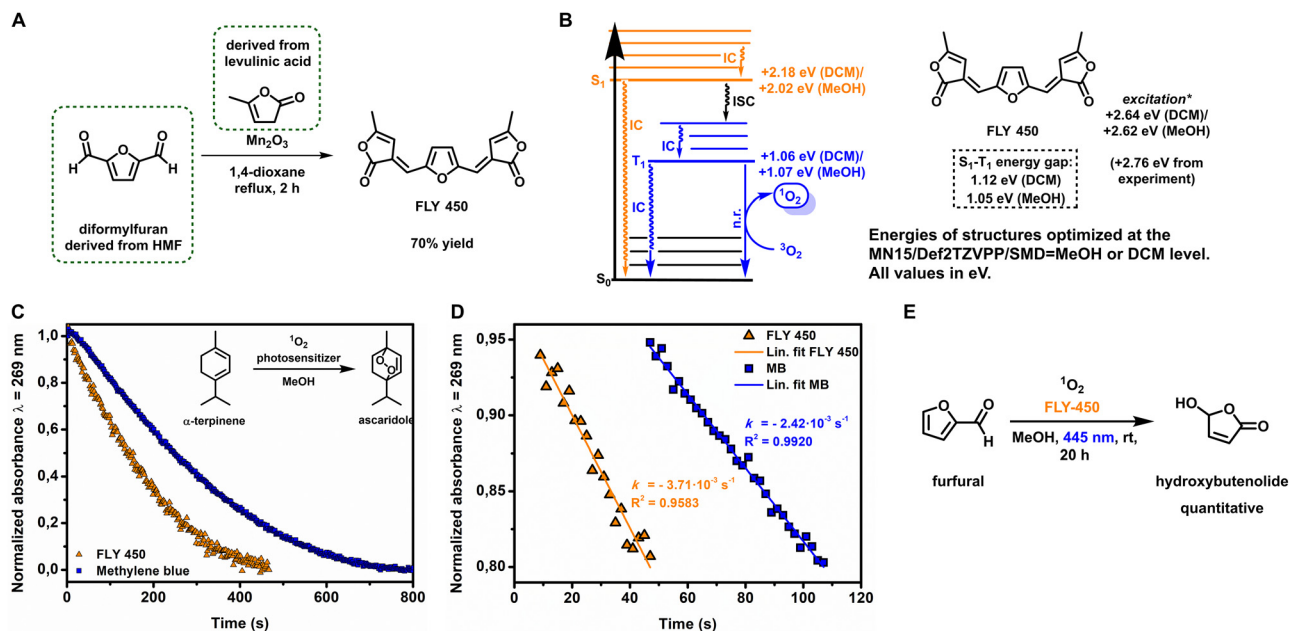 A
derived from
levulinic acid
O
O
Mn2O3
1,4-dioxane
reflux, 2 h
O
H
O
O
H
diformylfuran
derived from HMF
O
O
O
O
O
FLY 450
70% yield
B
IC
S1
+2.18 eV (DCM)/
+2.02 eV (MeOH)
ISC
IC
IC
T1
+1.06 eV (DCM)/
+1.07 eV (MeOH)
IC
n.r.
1O2
3O2
S0
O
O
O
O
O
FLY 450
excitation*
+2.64 eV (DCM)/
+2.62 eV (MeOH)
(+2.76 eV from
experiment)
S1-T1 energy gap:
1.12 eV (DCM)
1.05 eV (MeOH)
Energies of structures optimized at the
MN15/Def2TZVPP/SMD=MeOH or DCM level.
All values in eV.
C
Normalized absorbance λ = 269 nm
1,0
0,8
0,6
0,4
0,2
0,0
0
200
400
600
800
Time (s)
1O2
photosensitizer
MeOH
α-terpinene
O
O
ascaridole
FLY 450
Methylene blue
D
Normalized absorbance λ = 269 nm
0.95
0.90
0.85
0.80
0
20
40
60
80
100
120
Time (s)
FLY 450
Lin. fit FLY 450
MB
Lin. fit MB
k = - 2.42·10-3 s-1
R2 = 0.9920
k = - 3.71·10-3 s-1
R2 = 0.9583
E
O
O
H
furfural
1O2
FLY-450
MeOH, 445 nm, rt,
20 h
HO
O
O
hydroxybutenolide
quantitative